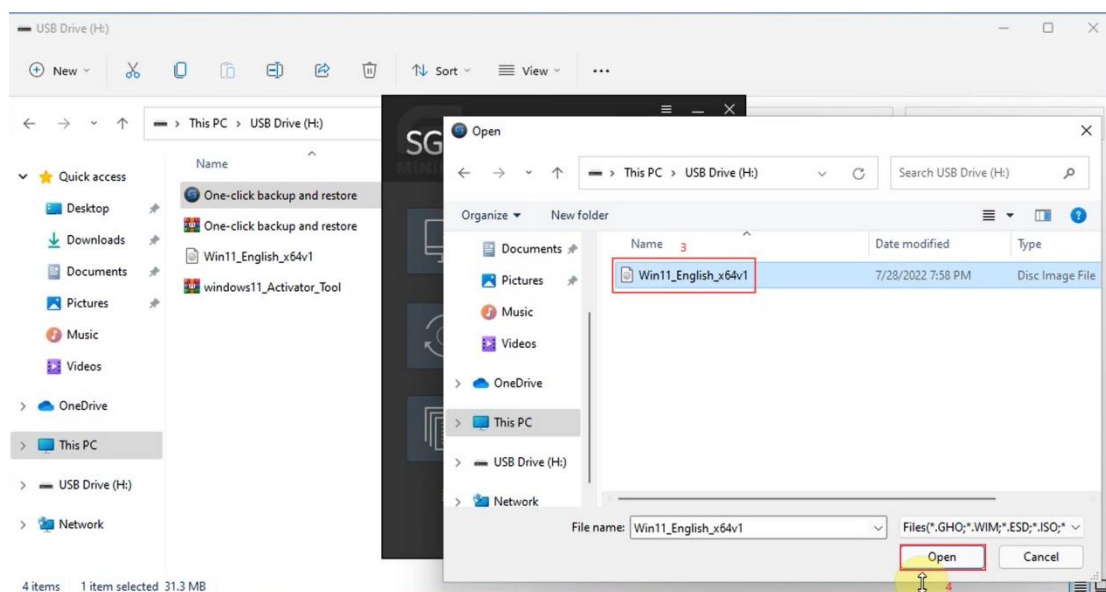 USB Drive (H:)
New
Sort
View
This PC > USB Drive (H:)
Quick access
Desktop
Downloads
Documents
Pictures
Music
Videos
OneDrive
This PC
USB Drive (H:)
Network
Name
One-click backup and restore
One-click backup and restore
Win11_English_x64v1
windows11_Activator_Tool
4 items 1 item selected 31.3 MB
SG
Open
This PC > USB Drive (H:)
Search USB Drive (H:)
Organize
New folder
Documents
Pictures
Music
Videos
OneDrive
This PC
USB Drive (H:)
Network
Name 3 Date modified Type
Win11_English_x64v1 7/28/2022 7:58 PM Disc Image File
File name: Win11_English_x64v1 Files(*.GHO;*.WIM;*.ESD;*.ISO;*
Open Cancel
4